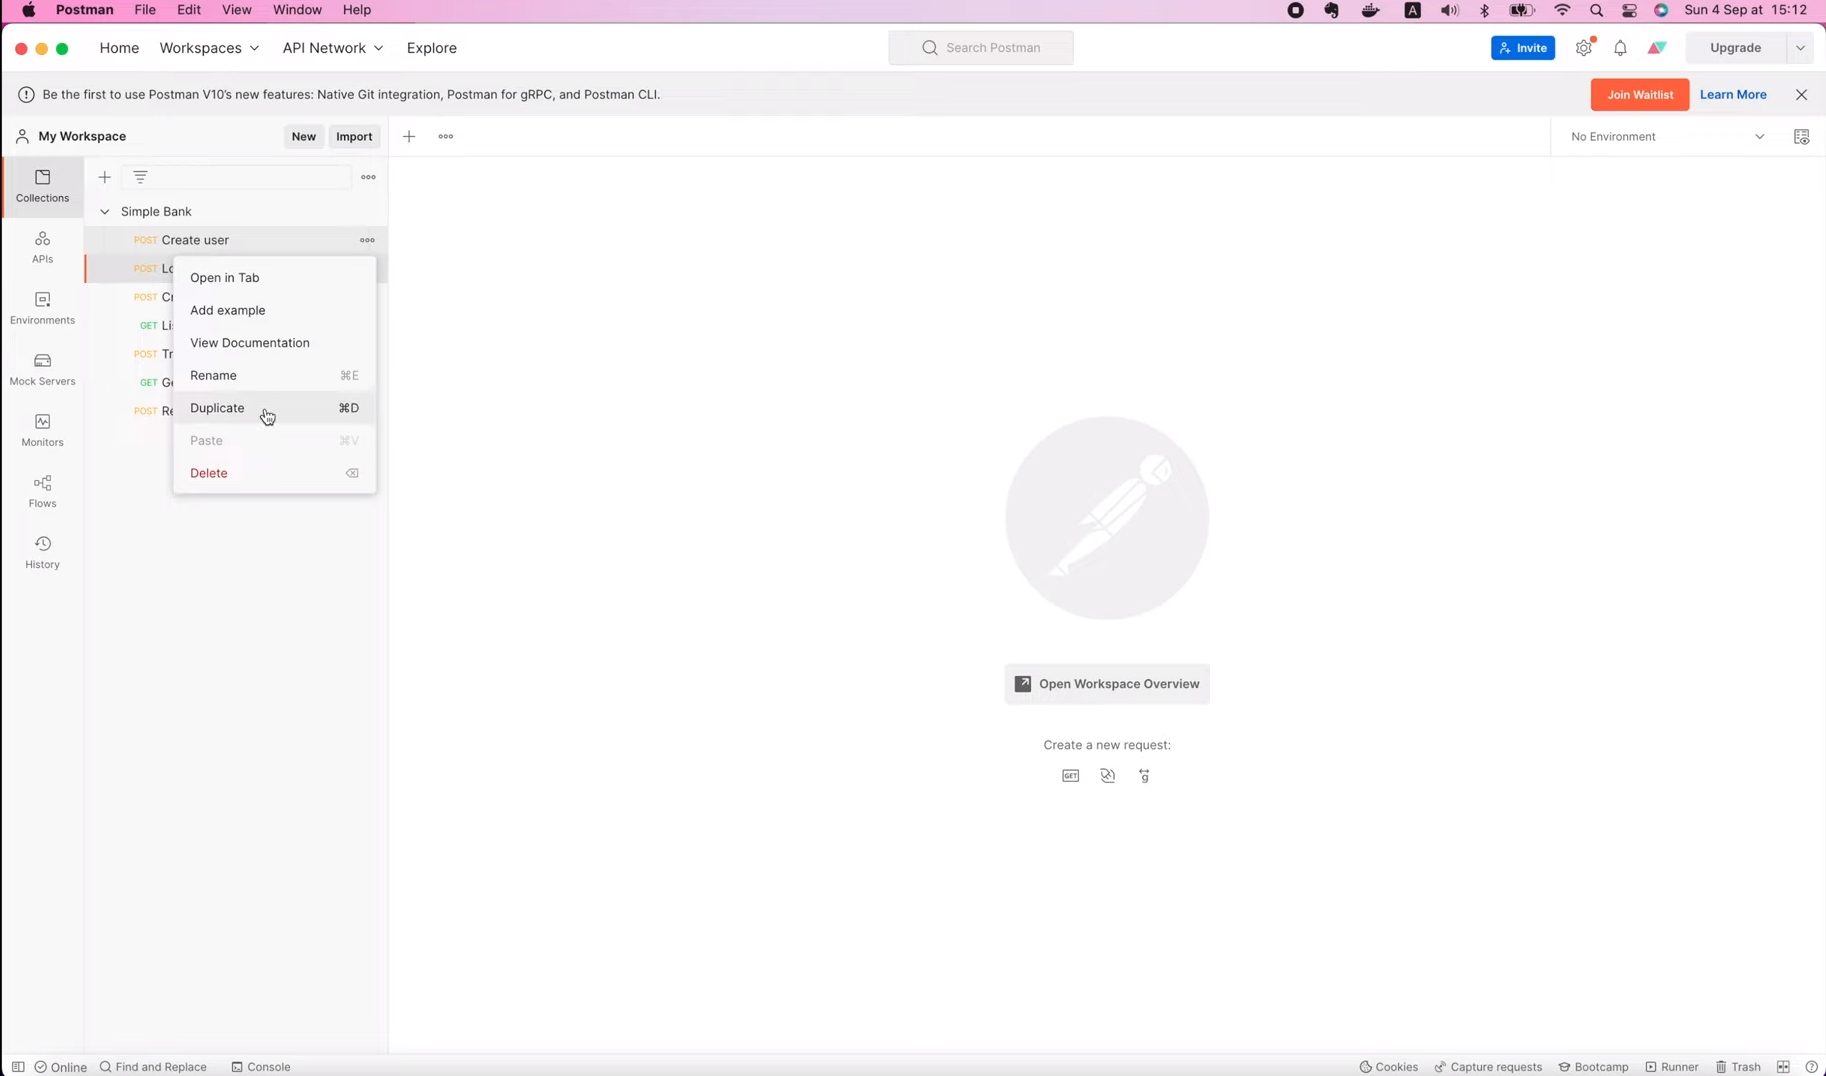 Postman File Edit View Window Help
A
Sun 4 Sep at 15:12
Home Workspaces API Network Explore
Search Postman
Invite
Upgrade
Be the first to use Postman V10's new features: Native Git integration, Postman for gRPC, and Postman CLI.
Join Waitlist Learn More
My Workspace
New Import
No Environment
Collections
APIs
Environments
Mock Servers
Monitors
Flows
History
Simple Bank
POST Create user
POST Lo
POST Cr
GET Lis
POST Tr
GET Ge
POST Re
Open in Tab
Add example
View Documentation
Rename ⌘E
Duplicate ⌘D
Paste ⌘V
Delete
Open Workspace Overview
Create a new request:
GET
g
Online Find and Replace Console
Cookies Capture requests Bootcamp Runner Trash